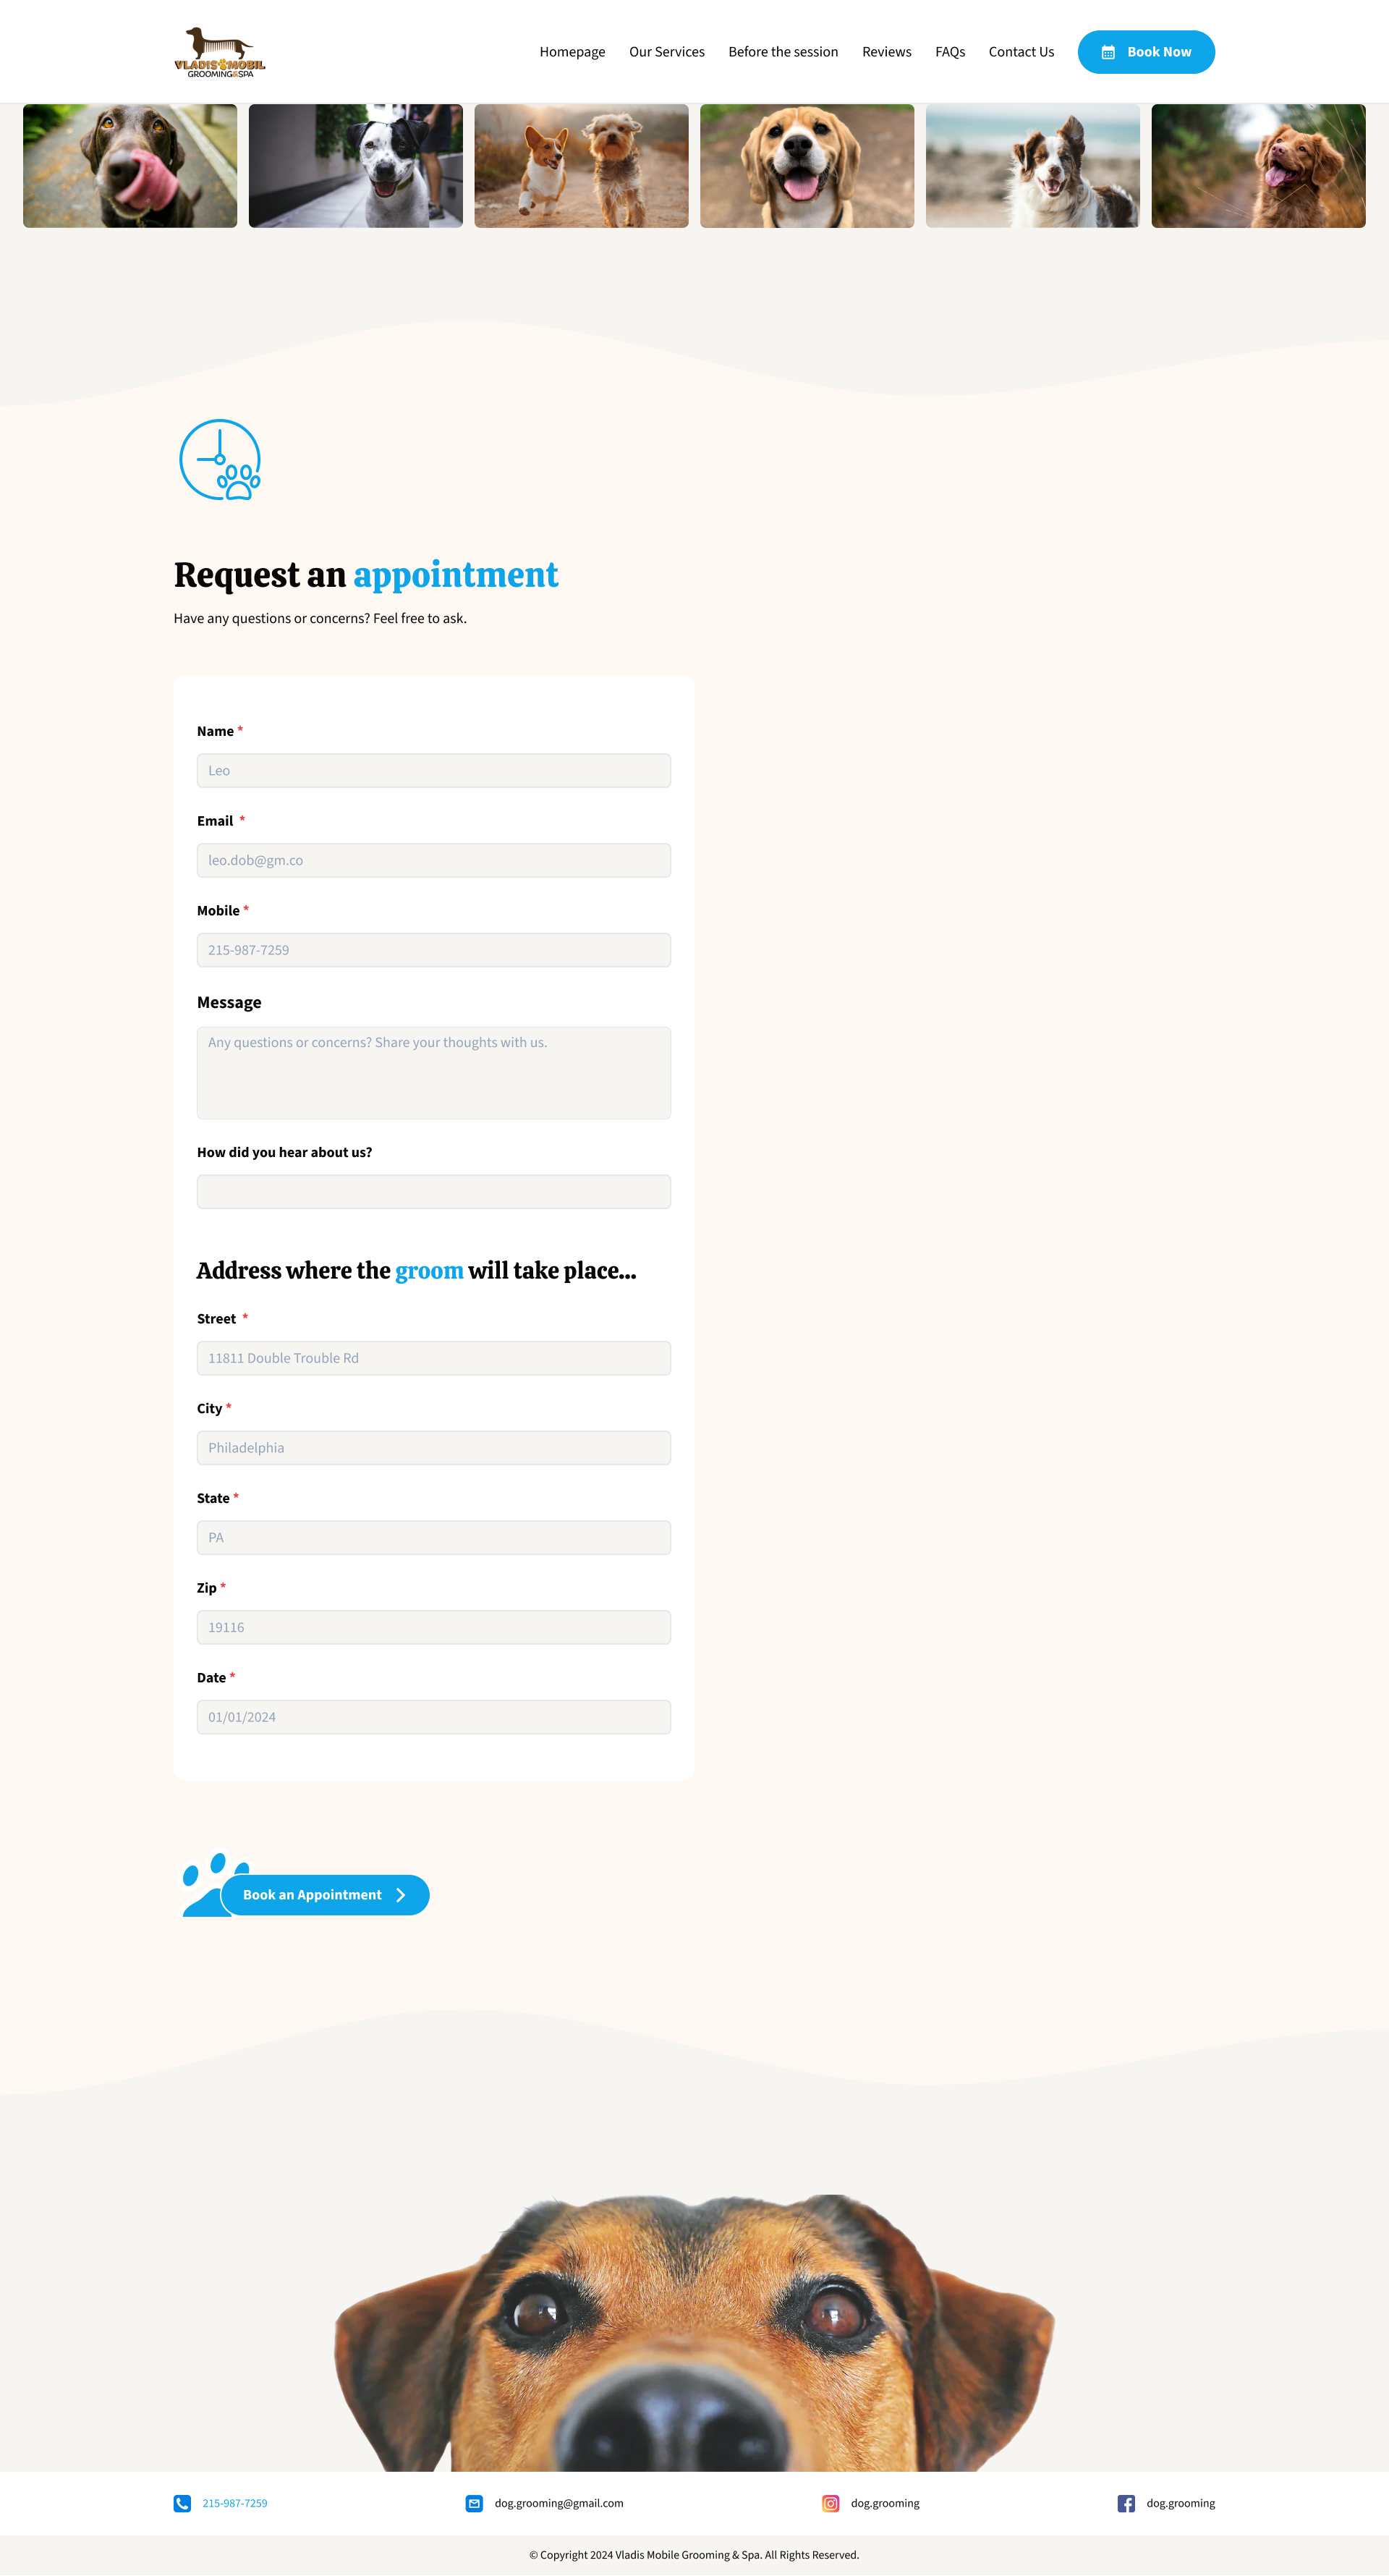 VLADIS MOBIL
GROOMING&SPA
Homepage
Our Services
Before the session
Reviews
FAQs
Contact Us
Book Now
Request an appointment
Have any questions or concerns? Feel free to ask.
Name *
Leo
Email *
leo.dob@gm.co
Mobile *
215-987-7259
Message
Any questions or concerns? Share your thoughts with us.
How did you hear about us?
Address where the groom will take place...
Street *
11811 Double Trouble Rd
City *
Philadelphia
State *
PA
Zip *
19116
Date *
01/01/2024
Book an Appointment
215-987-7259
dog.grooming@gmail.com
dog.grooming
dog.grooming
© Copyright 2024 Vladis Mobile Grooming & Spa. All Rights Reserved.